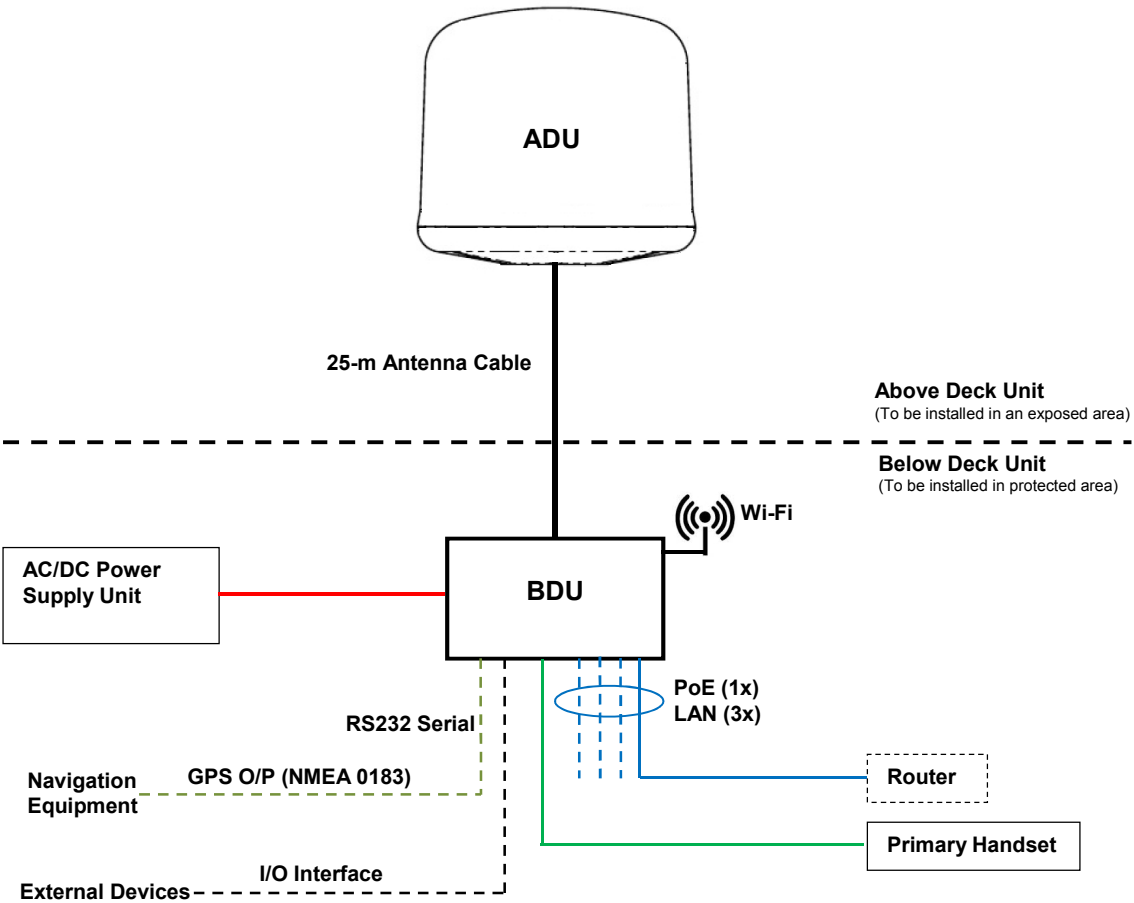 ADU
25-m Antenna Cable
Above Deck Unit
(To be installed in an exposed area)
Below Deck Unit
(To be installed in protected area)
Wi-Fi
AC/DC Power
Supply Unit
BDU
PoE (1x)
LAN (3x)
RS232 Serial
Navigation
Equipment
GPS O/P (NMEA 0183)
Router
Primary Handset
I/O Interface
External Devices